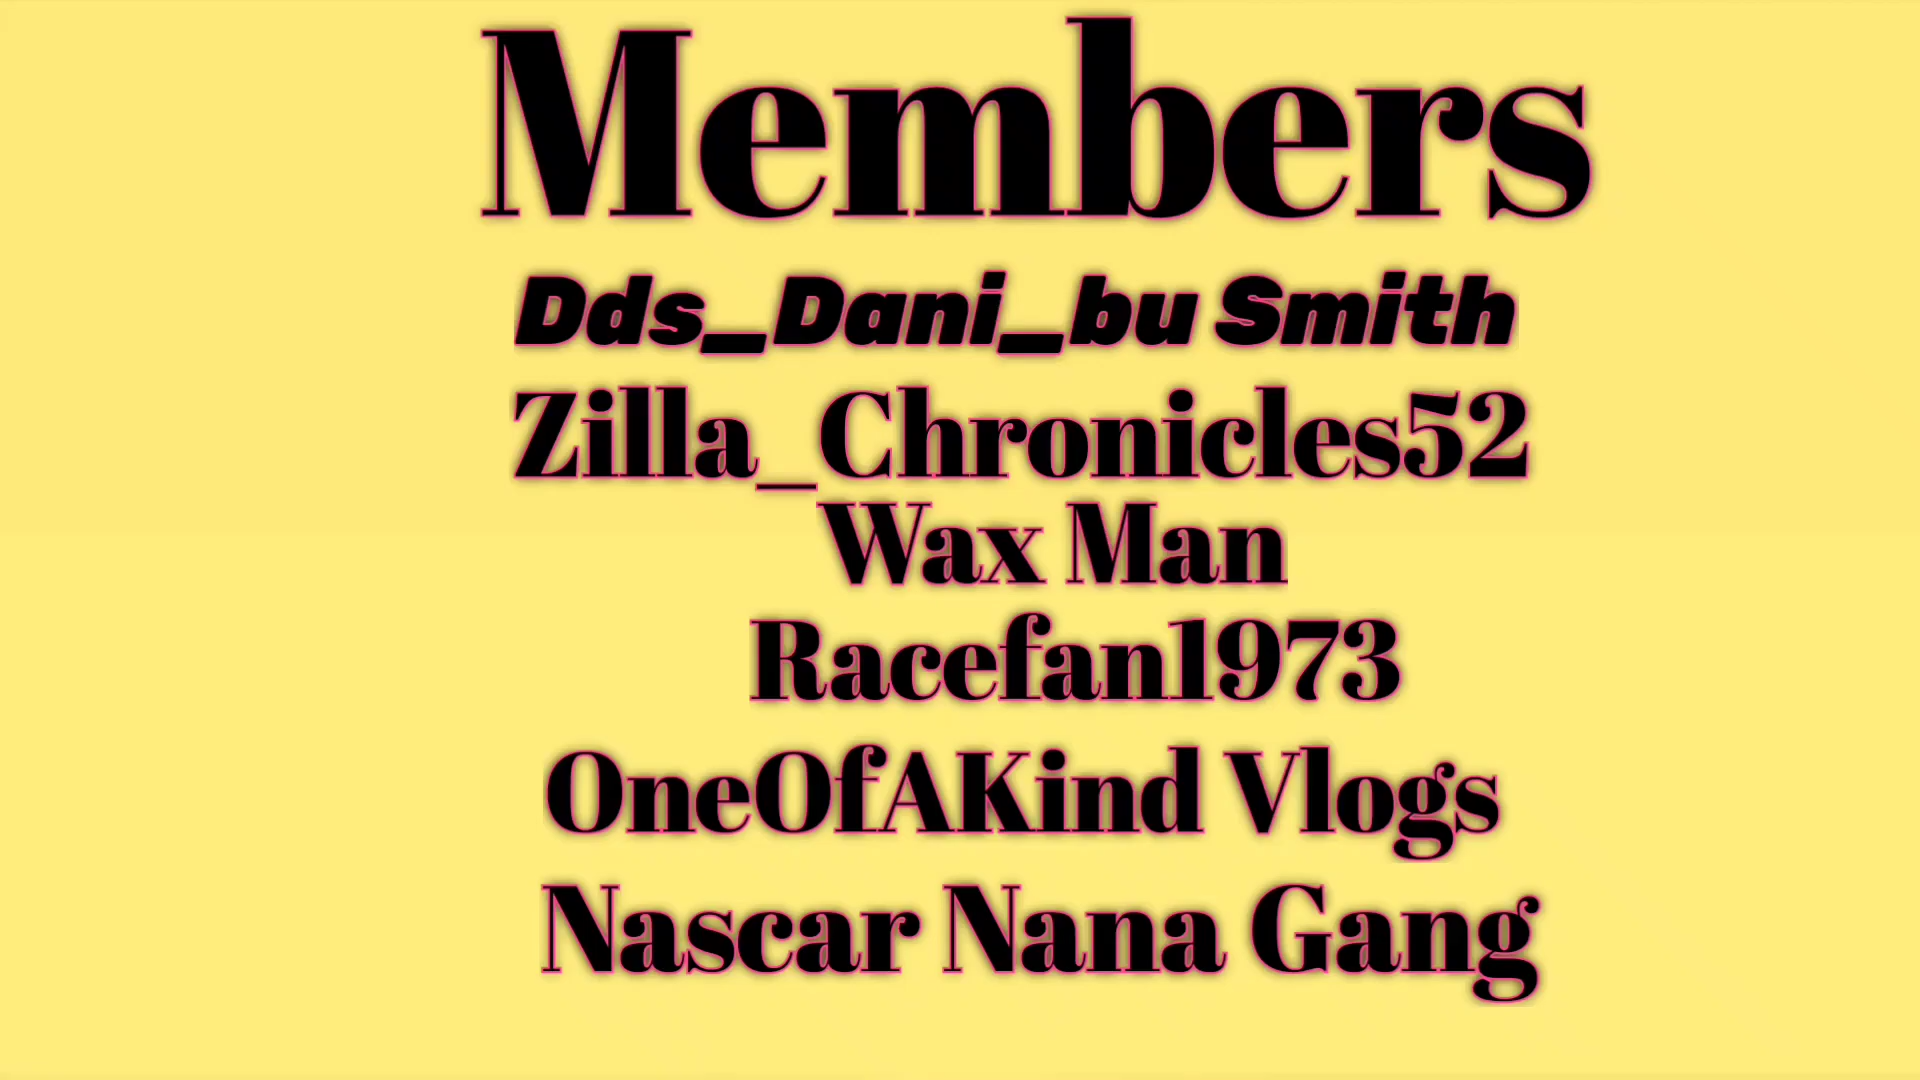 Members
Dds_Dani_bu Smith
Zilla_Chronicles52
Wax Man
Racefan1973
OneOfAKind Vlogs
Nascar Nana Gang